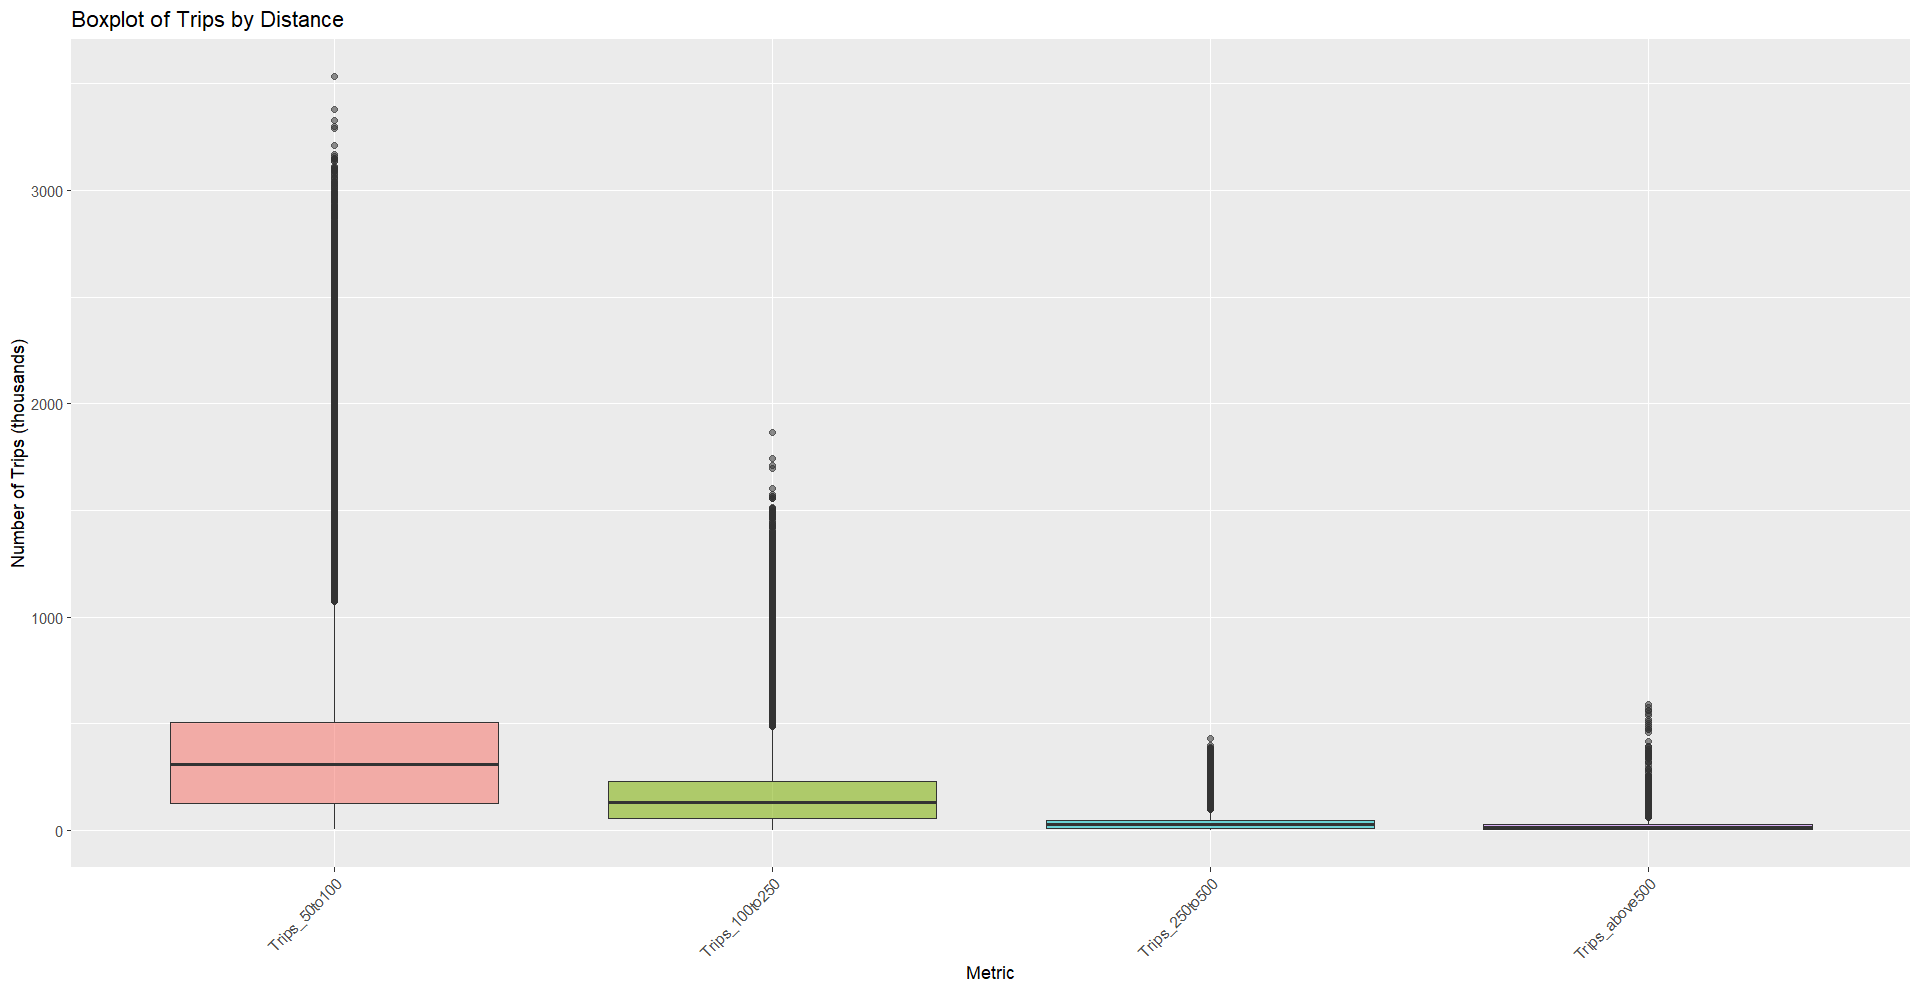 Boxplot of Trips by Distance
Number of Trips (thousands)
3000
2000
1000
0
Trips_50to100
Trips_100to250
Trips_250to500
Trips_above500
Metric